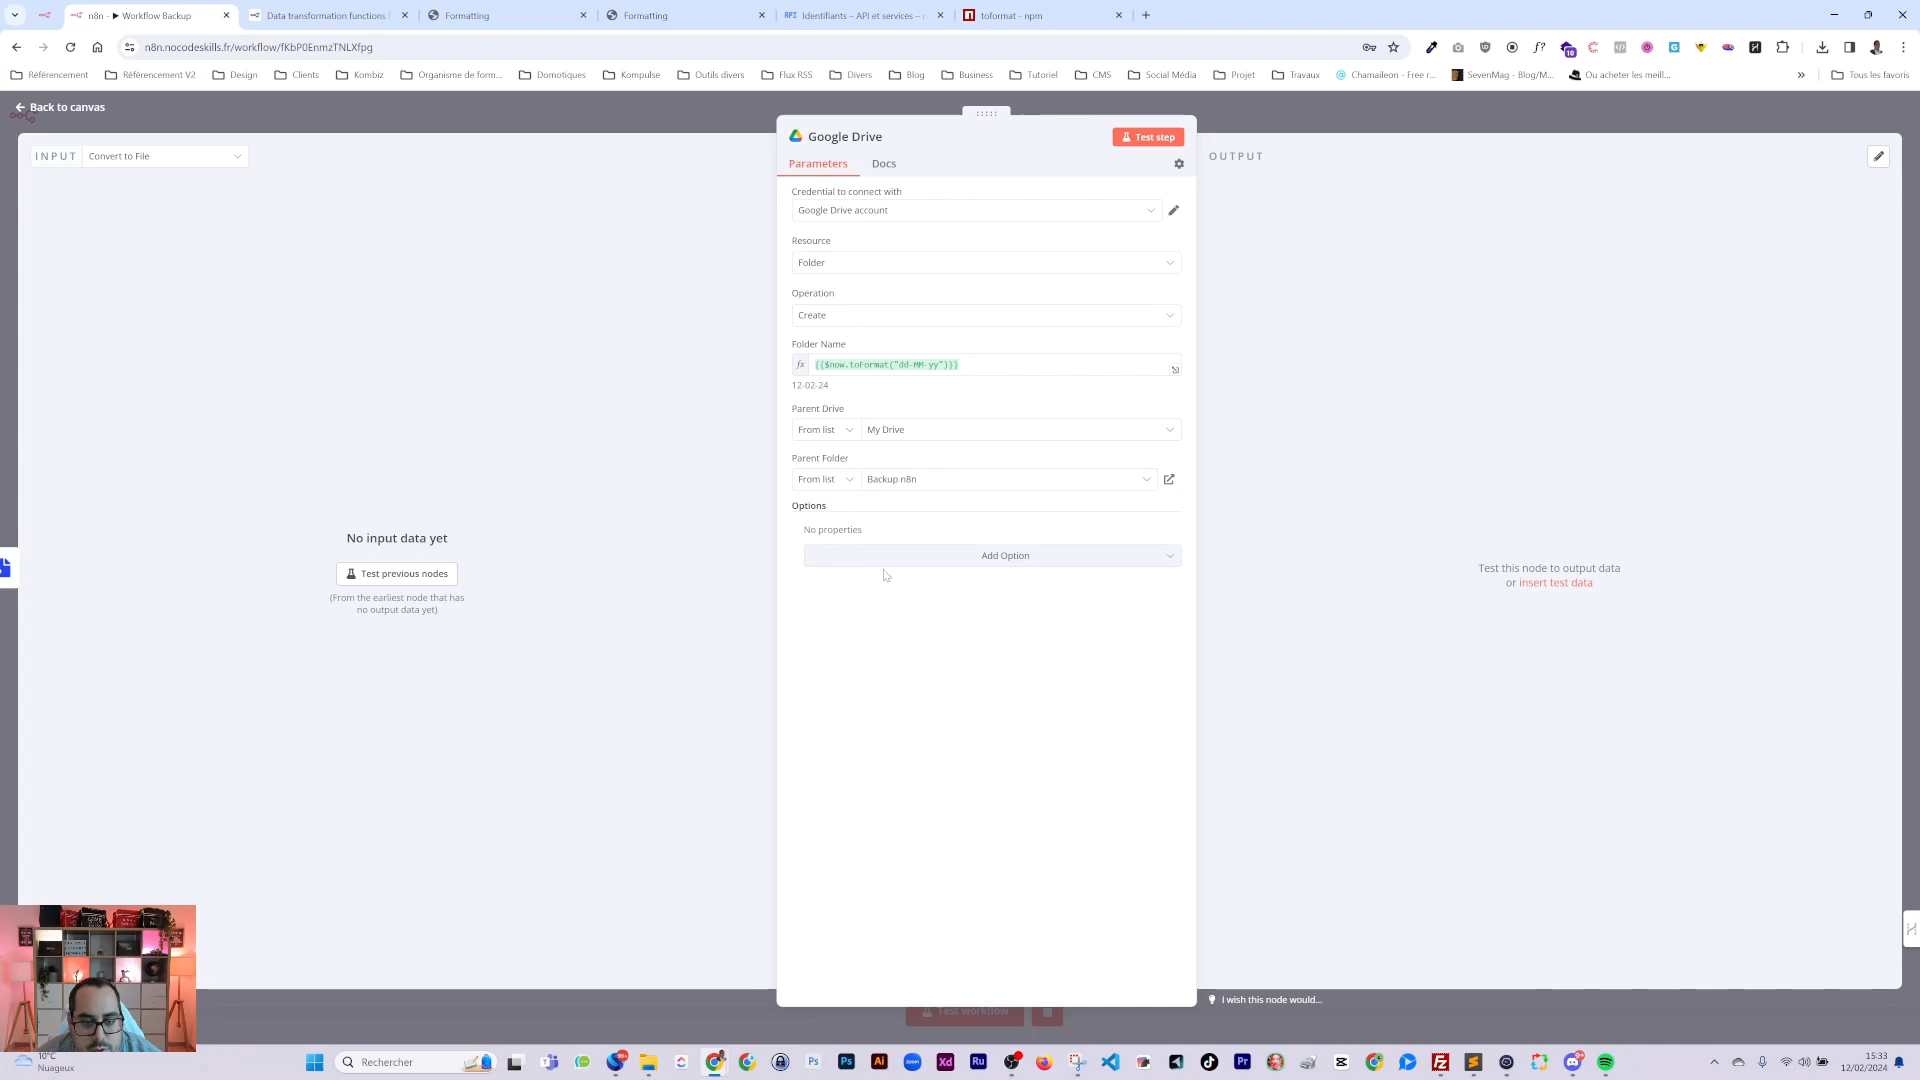 n8n - ▶ Workflow Backup
Data transformation functions
Formatting
Formatting
API Identifiants – API et services –
toformat - npm
n8n.nocodeskills.fr/workflow/fKbP0EnmzTNLXfpg
Référencement
Référencement V2
Design
Clients
Kombiz
Organisme de form...
Domotiques
Kompulse
Outils divers
Flux RSS
Divers
Blog
Business
Tutoriel
CMS
Social Média
Projet
Travaux
Chamaileon - Free r...
SevenMag - Blog/M...
Ou acheter les meill...
»
Tous les favoris
Back to canvas
INPUT
Convert to File
Google Drive
Test step
OUTPUT
Parameters
Docs
Credential to connect with
Google Drive account
Resource
Folder
Operation
Create
Folder Name
fx
{{$now.toFormat("dd-MM-yy")}}
12-02-24
Parent Drive
From list
My Drive
Parent Folder
From list
Backup n8n
Options
No properties
Add Option
No input data yet
Test previous nodes
(From the earliest node that has
no output data yet)
Test this node to output data
or insert test data
I wish this node would...
Test workflow
10°C
Nuageux
Rechercher
15:33
12/02/2024